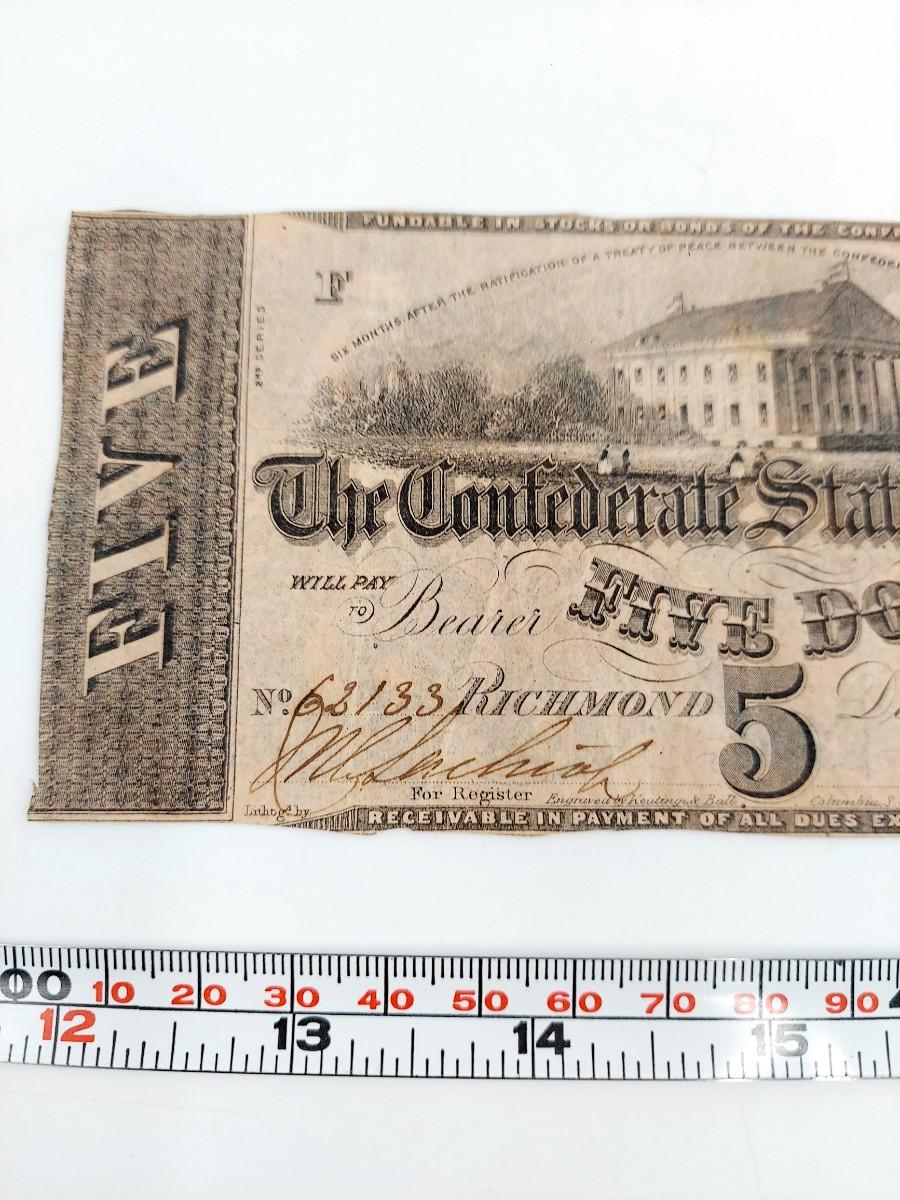 FUNDABLE IN STOCKS OR BONDS OF THE CONFE
F
SIX MONTHS AFTER THE RATIFICATION OF A TREATY OF PEACE BETWEEN THE CONFEDER
2ND SERIES
FIVE
The Confederate Stat
WILL PAY
TO Bearer FIVE DO
No. 62133 RICHMOND 5
For Register
Engraved by Keatinge & Ball. Columbia, S
Lithog'd by
RECEIVABLE IN PAYMENT OF ALL DUES EX
00 10 20 30 40 50 60 70 80 90
12 13 14 15